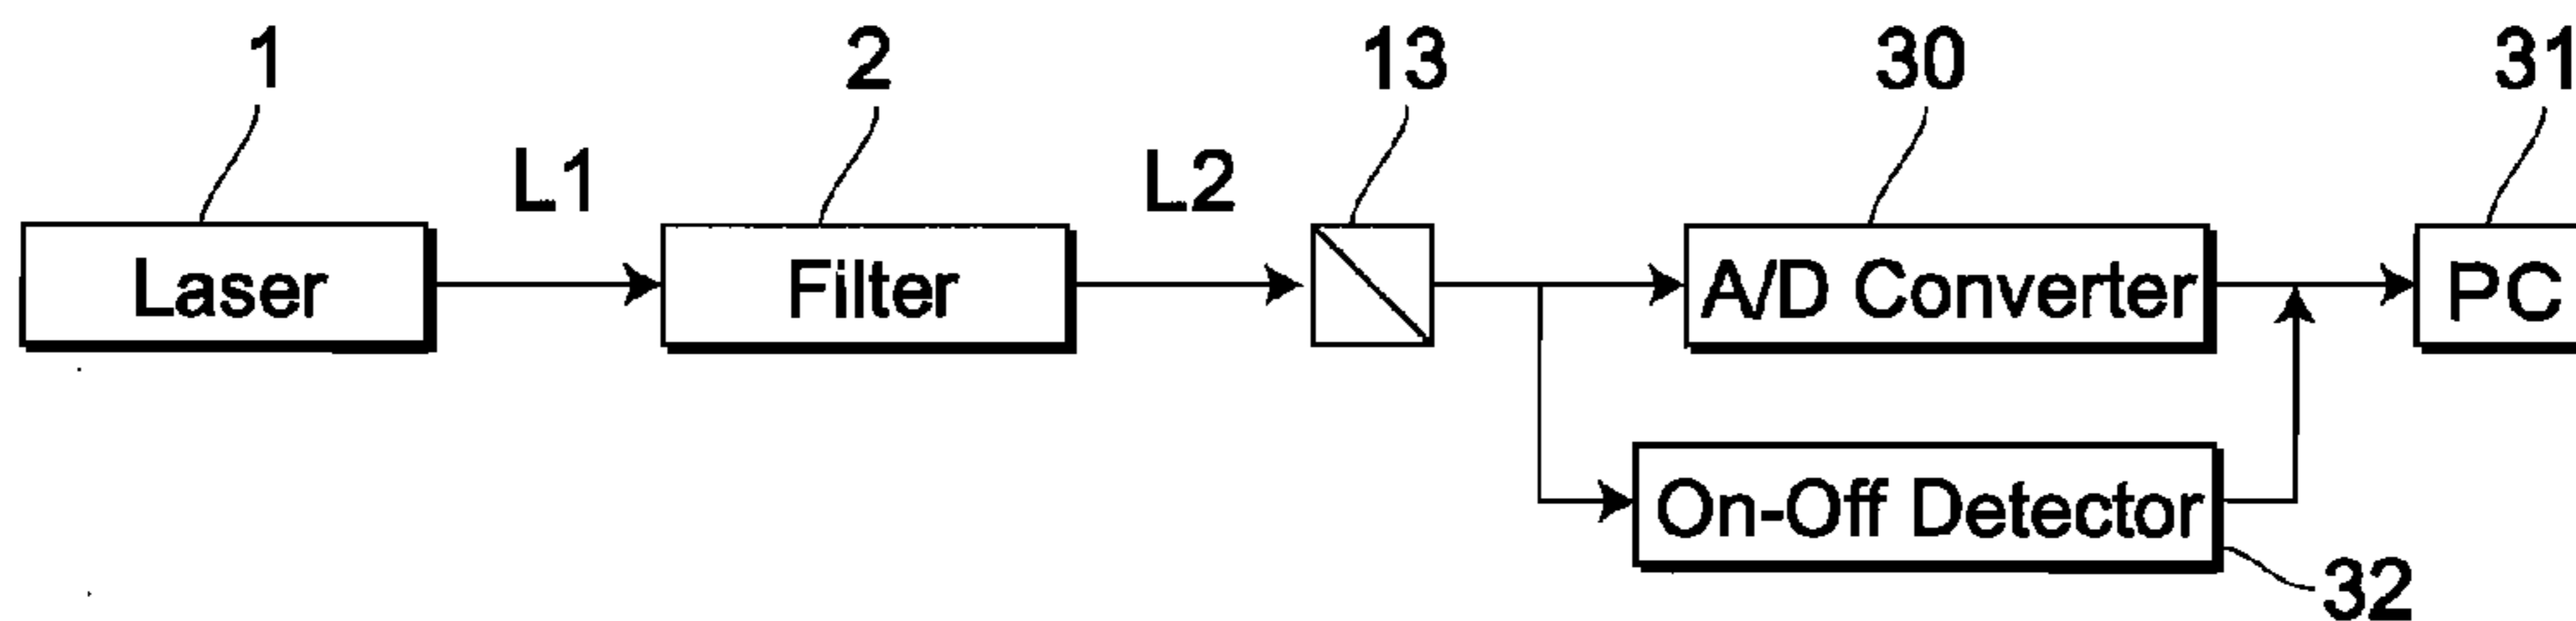 1 2 13 30 31
L1 L2
Laser Filter A/D Converter PC
On-Off Detector
32